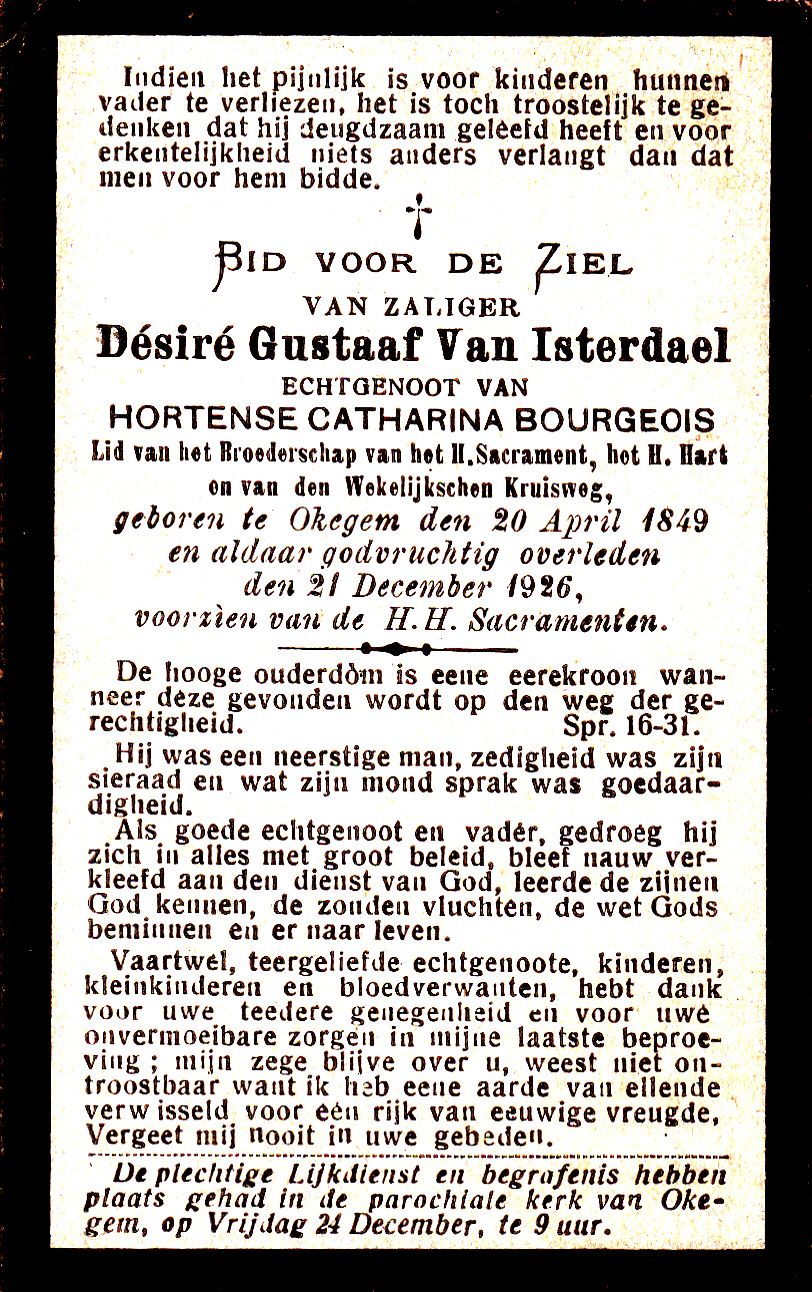 Indien het pijnlijk is voor kinderen hunnen
vader te verliezen, het is toch troostelijk te ge-
denken dat hij deugdzaam geleefd heeft en voor
erkentelijkheid niets anders verlangt dan dat
men voor hem bidde.
†
BID VOOR DE ZIEL
VAN ZALIGER
Désiré Gustaaf Van Isterdael
ECHTGENOOT VAN
HORTENSE CATHARINA BOURGEOIS
Lid van het Broederschap van het H. Sacrament, het H. Hart
en van den Wekelijkschen Kruisweg,
geboren te Okegem den 20 April 1849
en aldaar godvruchtig overleden
den 21 December 1926,
voorzien van de H. H. Sacramenten.
De hooge ouderdòm is eene eerekroon wan-
neer deze gevonden wordt op den weg der ge-
rechtigheid. Spr. 16-31.
Hij was een neerstige man, zedigheid was zijn
sieraad en wat zijn mond sprak was goedaar-
digheid.
Als goede echtgenoot en vader, gedroeg hij
zich in alles met groot beleid, bleef nauw ver-
kleefd aan den dienst van God, leerde de zijnen
God kennen, de zonden vluchten, de wet Gods
beminnen en er naar leven.
Vaartwel, teergeliefde echtgenoote, kinderen,
kleinkinderen en bloedverwanten, hebt dank
voor uwe teedere genegenheid en voor uwe
onvermoeibare zorgen in mijne laatste beproe-
ving ; mijn zege blijve over u, weest niet on-
troostbaar want ik heb eene aarde van ellende
verwisseld voor één rijk van eeuwige vreugde,
Vergeet mij nooit in uwe gebeden.
De plechtige Lijkdienst en begrafenis hebben
plaats gehad in de parochiale kerk van Oke-
gem, op Vrijdag 24 December, te 9 uur.